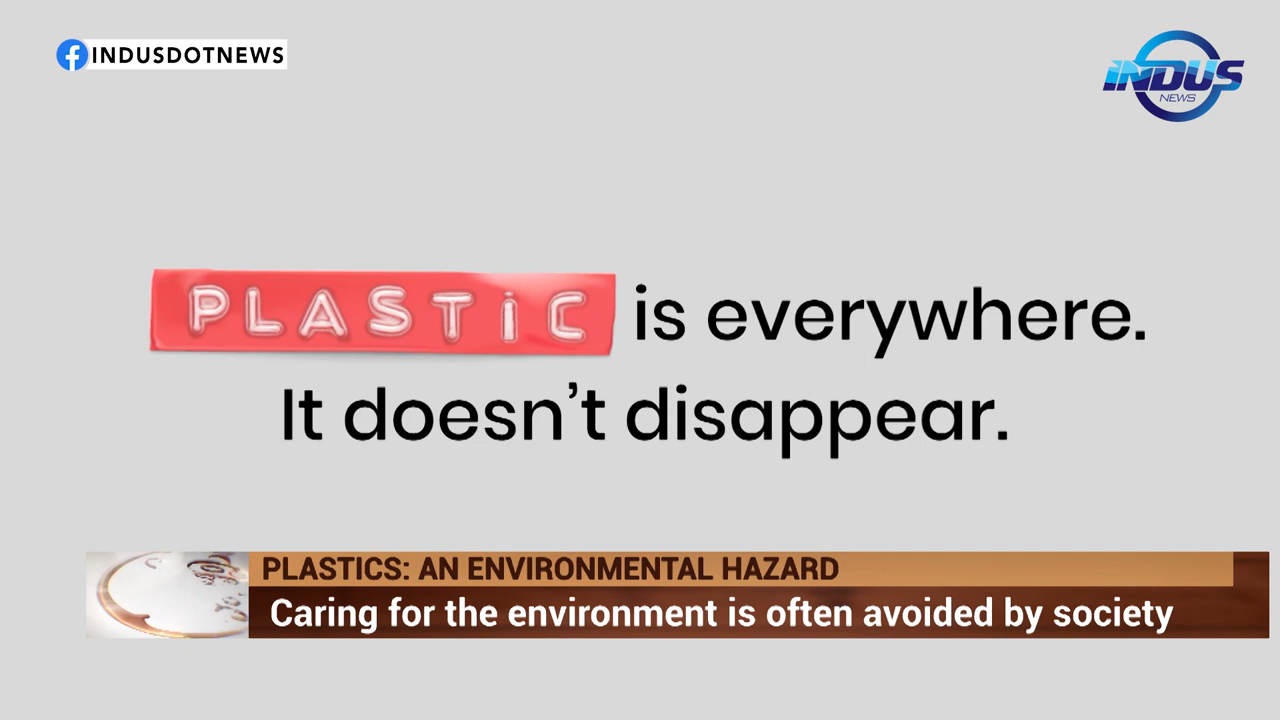 INDUSDOTNEWS
INDUS
NEWS
PLASTiC is everywhere.
It doesn’t disappear.
PLASTICS: AN ENVIRONMENTAL HAZARD
Caring for the environment is often avoided by society